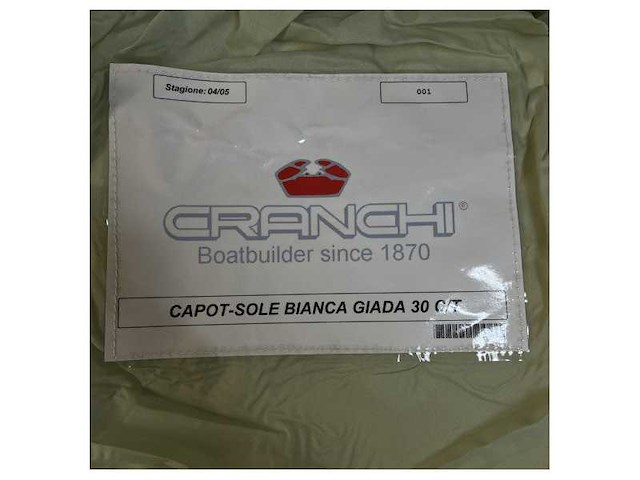 Stagione: 04/05
001
CRANCHI®
Boatbuilder since 1870
CAPOT-SOLE BIANCA GIADA 30 C/T